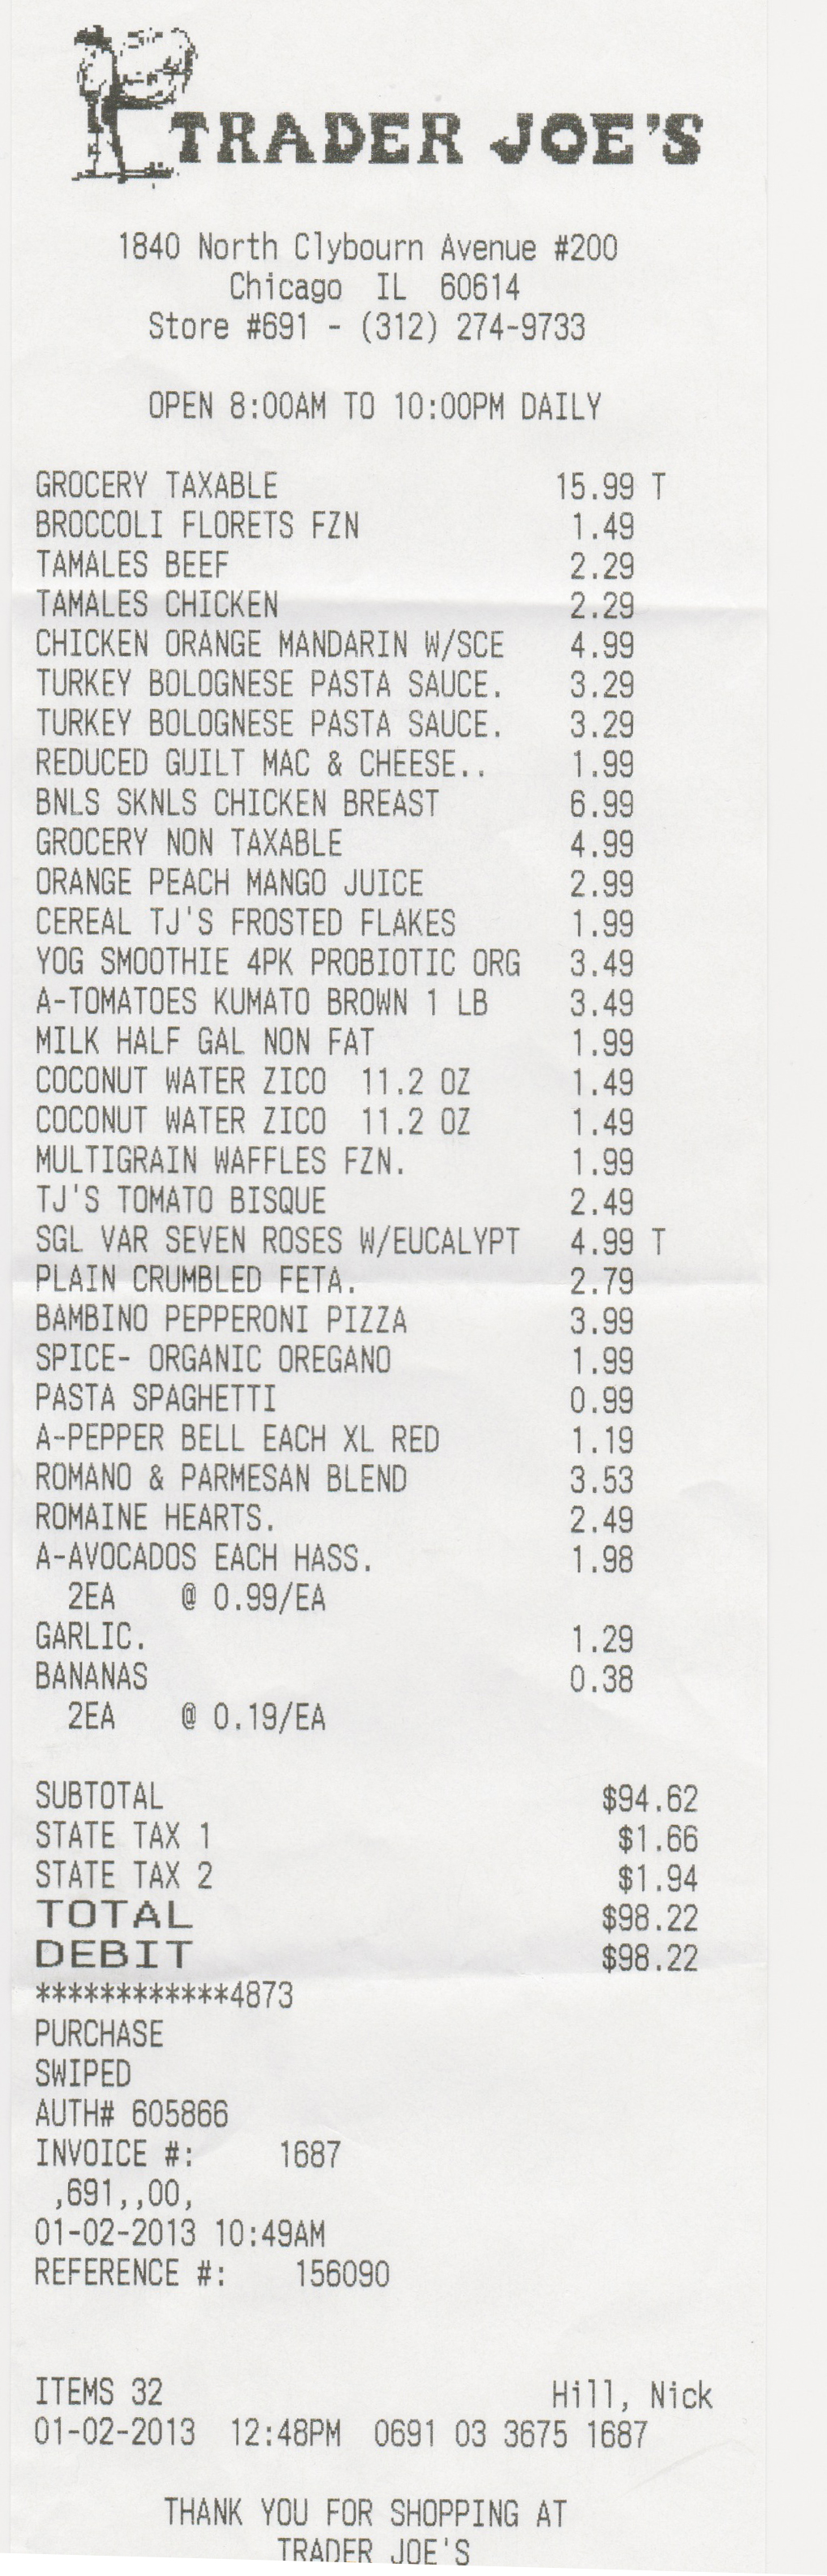 TRADER JOE'S
1840 North Clybourn Avenue #200
Chicago IL 60614
Store #691 - (312) 274-9733
OPEN 8:00AM TO 10:00PM DAILY
GROCERY TAXABLE 15.99 T
BROCCOLI FLORETS FZN 1.49
TAMALES BEEF 2.29
TAMALES CHICKEN 2.29
CHICKEN ORANGE MANDARIN W/SCE 4.99
TURKEY BOLOGNESE PASTA SAUCE. 3.29
TURKEY BOLOGNESE PASTA SAUCE. 3.29
REDUCED GUILT MAC & CHEESE.. 1.99
BNLS SKNLS CHICKEN BREAST 6.99
GROCERY NON TAXABLE 4.99
ORANGE PEACH MANGO JUICE 2.99
CEREAL TJ'S FROSTED FLAKES 1.99
YOG SMOOTHIE 4PK PROBIOTIC ORG 3.49
A-TOMATOES KUMATO BROWN 1 LB 3.49
MILK HALF GAL NON FAT 1.99
COCONUT WATER ZICO 11.2 OZ 1.49
COCONUT WATER ZICO 11.2 OZ 1.49
MULTIGRAIN WAFFLES FZN. 1.99
TJ'S TOMATO BISQUE 2.49
SGL VAR SEVEN ROSES W/EUCALYPT 4.99 T
PLAIN CRUMBLED FETA. 2.79
BAMBINO PEPPERONI PIZZA 3.99
SPICE- ORGANIC OREGANO 1.99
PASTA SPAGHETTI 0.99
A-PEPPER BELL EACH XL RED 1.19
ROMANO & PARMESAN BLEND 3.53
ROMAINE HEARTS. 2.49
A-AVOCADOS EACH HASS. 1.98
2EA @ 0.99/EA
GARLIC. 1.29
BANANAS 0.38
2EA @ 0.19/EA
SUBTOTAL $94.62
STATE TAX 1 $1.66
STATE TAX 2 $1.94
TOTAL $98.22
DEBIT $98.22
************4873
PURCHASE
SWIPED
AUTH# 605866
INVOICE #: 1687
,691,,00,
01-02-2013 10:49AM
REFERENCE #: 156090
ITEMS 32 Hill, Nick
01-02-2013 12:48PM 0691 03 3675 1687
THANK YOU FOR SHOPPING AT
TRADER JOE'S